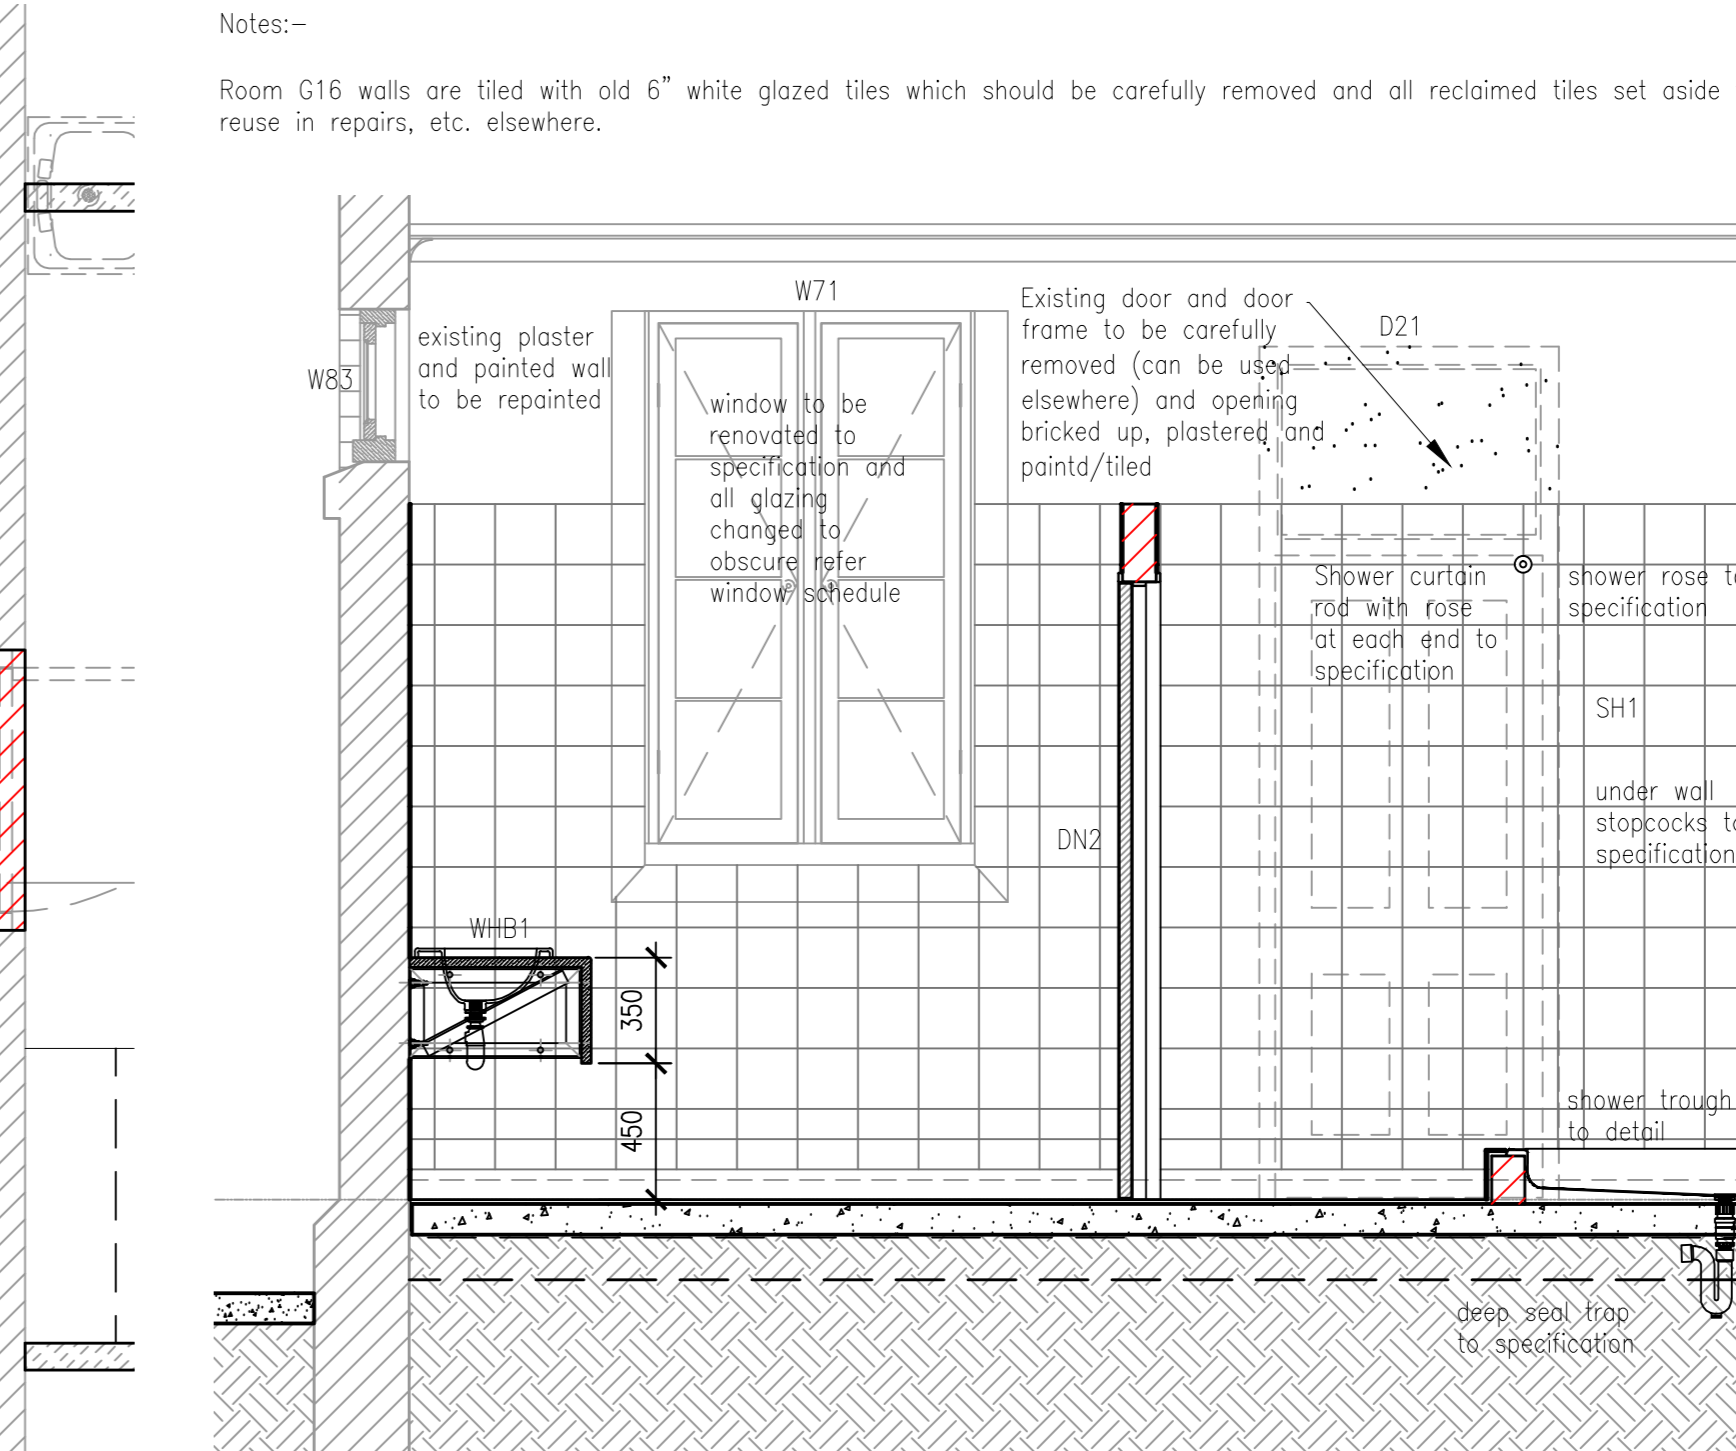 Notes:–
Room G16 walls are tiled with old 6” white glazed tiles which should be carefully removed and all reclaimed tiles set aside
reuse in repairs, etc. elsewhere.
W71
W83
existing plaster
and painted wall
to be repainted
window to be
renovated to
specification and
all glazing
changed to
obscure refer
window schedule
Existing door and door
frame to be carefully
removed (can be used
elsewhere) and opening
bricked up, plastered and
paintd/tiled
D21
Shower curtain
rod with rose
at each end to
specification
shower rose to
specification
SH1
under wall
stopcocks to
specification
DN2
WHB1
350
450
shower trough
to detail
deep seal trap
to specification